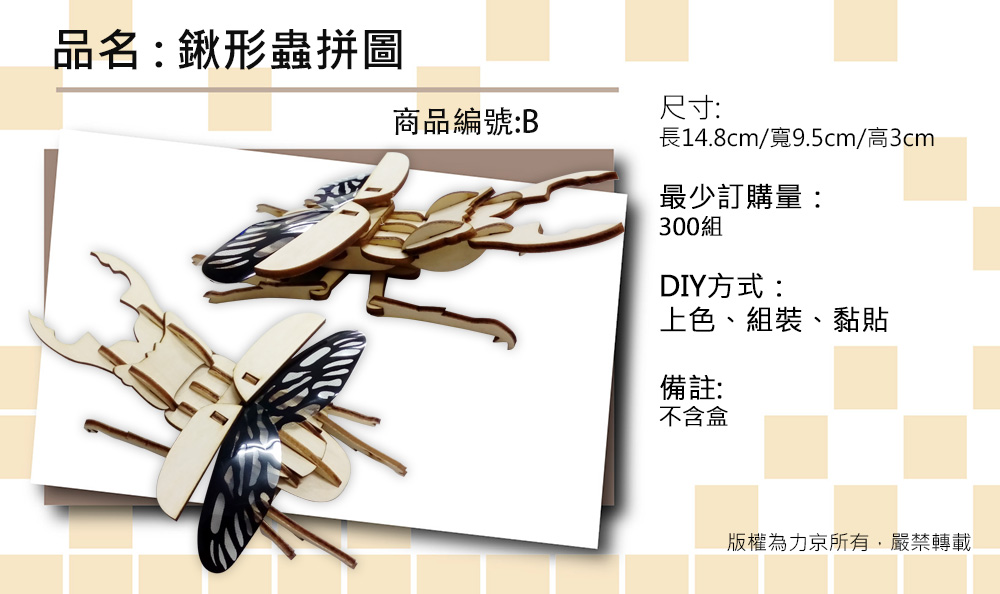 品名 : 鍬形蟲拼圖
商品編號:B
尺寸:
長14.8cm/寬9.5cm/高3cm
最少訂購量：
300組
DIY方式：
上色、組裝、黏貼
備註:
不含盒
版權為力京所有，嚴禁轉載